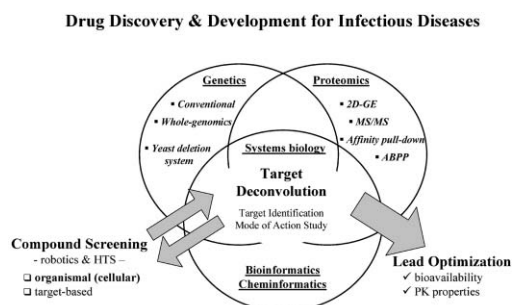 Drug Discovery & Development for Infectious Diseases
Genetics
▪ Conventional
▪ Whole-genomics
▪ Yeast deletion
system
Proteomics
▪ 2D-GE
▪ MS/MS
▪ Affinity pull-down
▪ ABPP
Systems biology
Target
Deconvolution
Target Identification
Mode of Action Study
Compound Screening
- robotics & HTS –
❑ organismal (cellular)
❑ target-based
Bioinformatics
Cheminformatics
Lead Optimization
✓ bioavailability
✓ PK properties